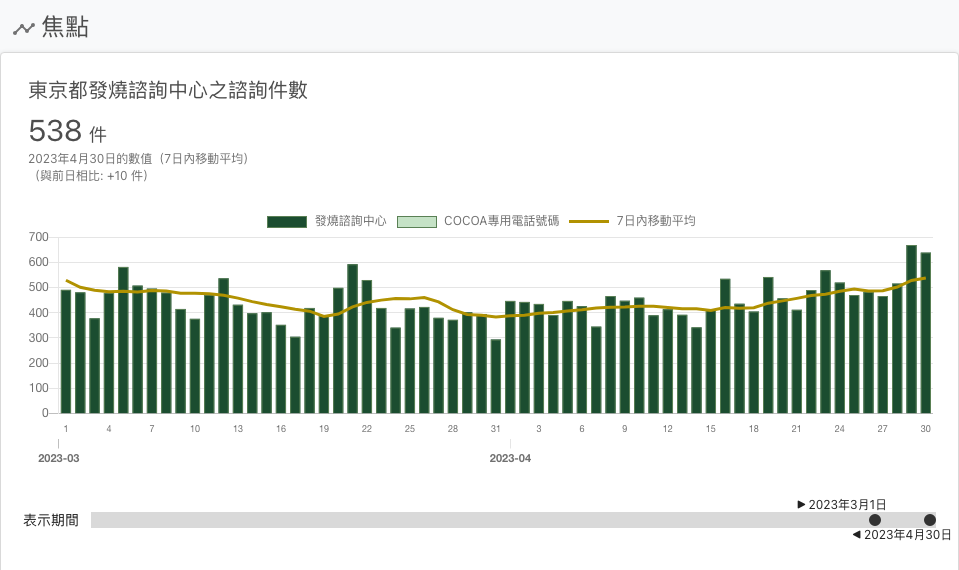 焦點
東京都發燒諮詢中心之諮詢件數
538 件
2023年4月30日的數值（7日內移動平均）
（與前日相比: +10 件）
發燒諮詢中心 COCOA專用電話號碼 7日內移動平均
700
600
500
400
300
200
100
0
1 4 7 10 13 16 19 22 25 28 31 3 6 9 12 15 18 21 24 27 30
2023-03 2023-04
2023年3月1日
表示期間
2023年4月30日